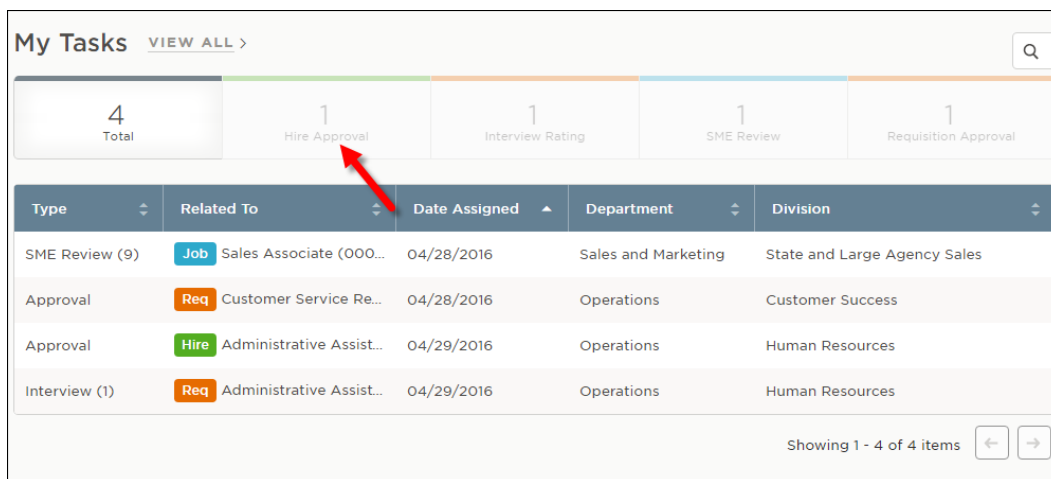 My Tasks VIEW ALL >
4 1 1 1 1
Total Hire Approval Interview Rating SME Review Requisition Approval
Type Related To Date Assigned Department Division
SME Review (9) Job Sales Associate (000... 04/28/2016 Sales and Marketing State and Large Agency Sales
Approval Req Customer Service Re... 04/28/2016 Operations Customer Success
Approval Hire Administrative Assist... 04/29/2016 Operations Human Resources
Interview (1) Req Administrative Assist... 04/29/2016 Operations Human Resources
Showing 1 - 4 of 4 items